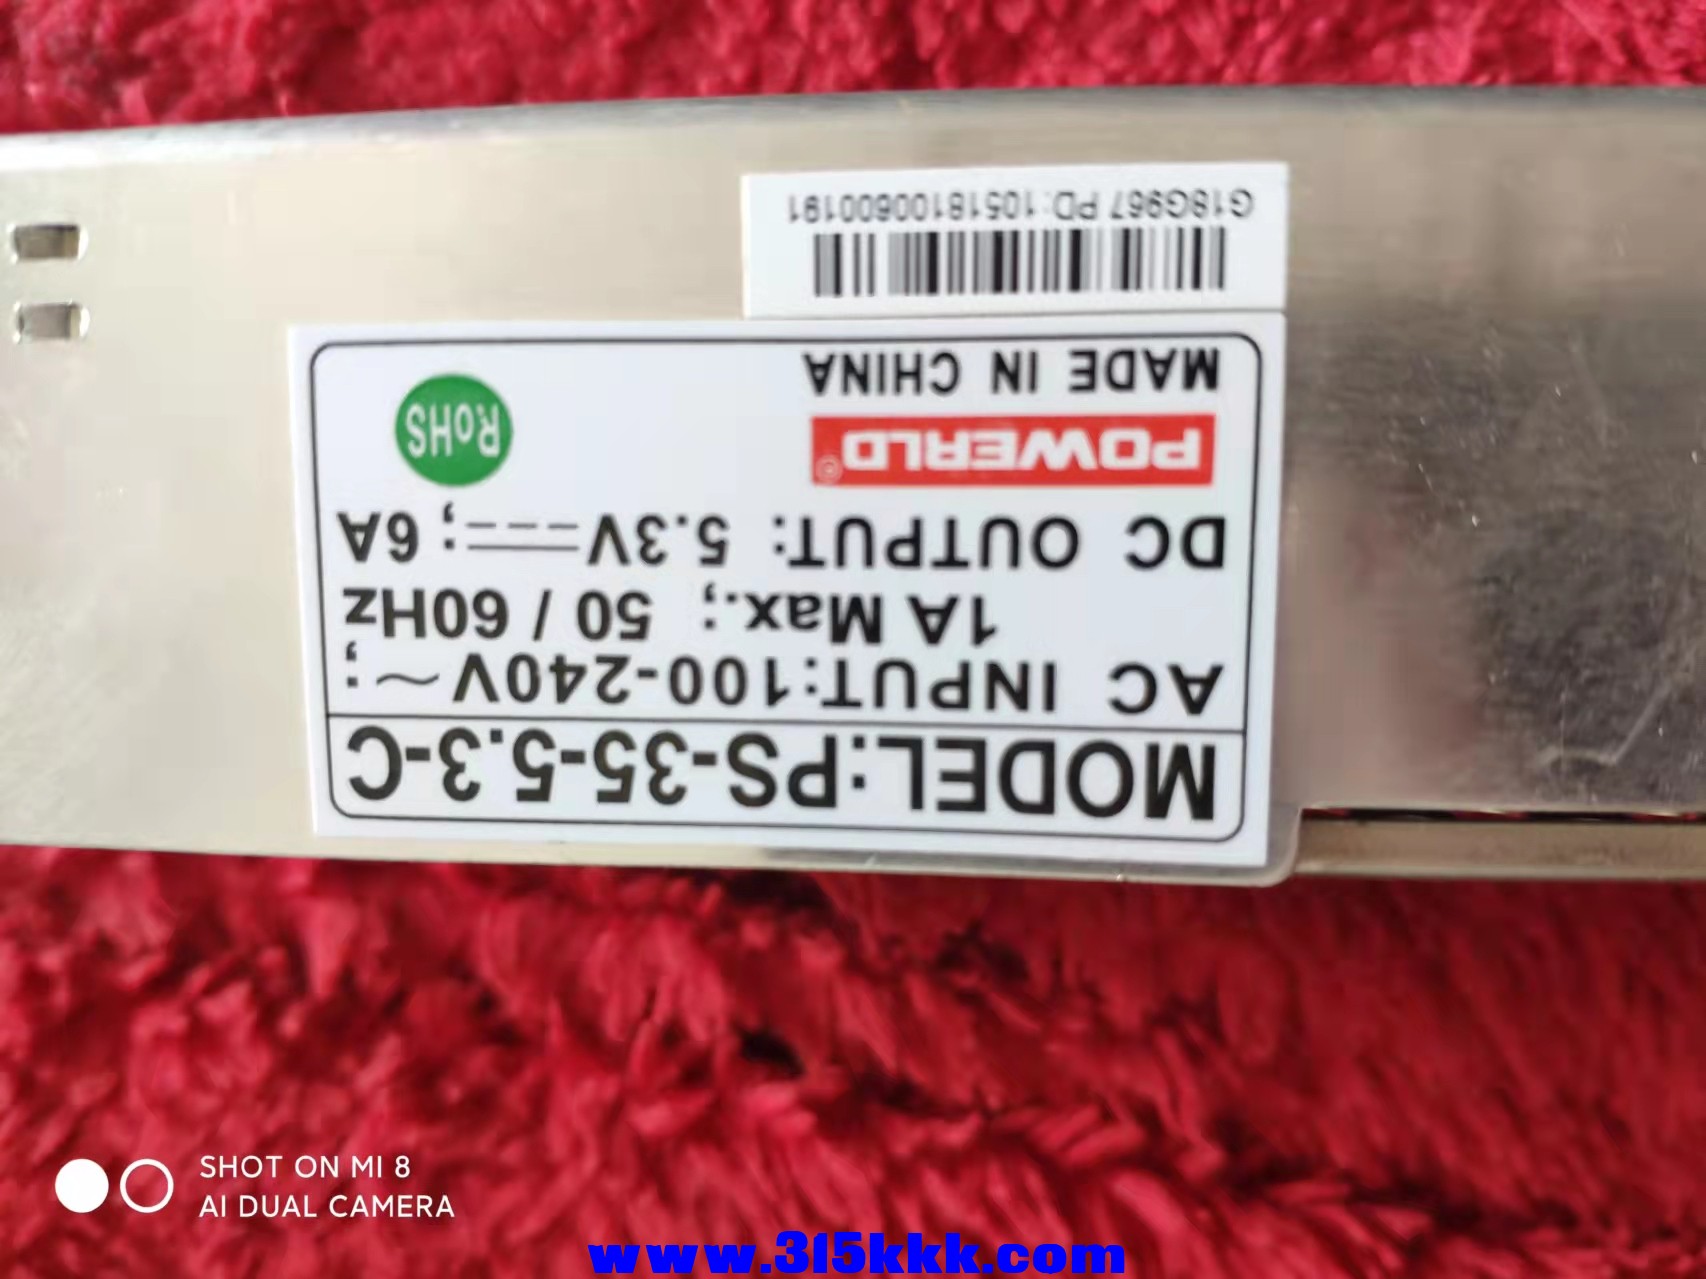 MODEL:PS-35-5.3-C
AC INPUT:100-240V～;
1A Max.; 50 / 60Hz
DC OUTPUT: 5.3V⎓; 6A
POWERLD®
RoHS
MADE IN CHINA
G18G967 PD:10518100600191
SHOT ON MI 8
AI DUAL CAMERA
www.315kkk.com